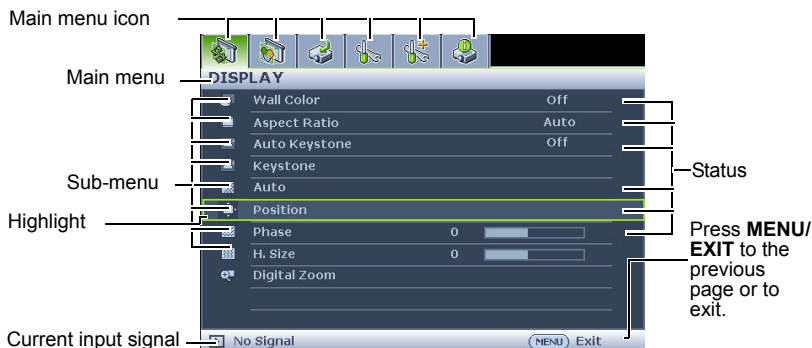 Main menu icon
Main menu
DISPLAY
Wall Color Off
Aspect Ratio Auto
Auto Keystone Off
Keystone
Sub-menu
Auto
Status
Highlight
Position
Phase 0
H. Size 0
Digital Zoom
Press MENU/
EXIT to the
previous
page or to
exit.
Current input signal
No Signal
MENU Exit